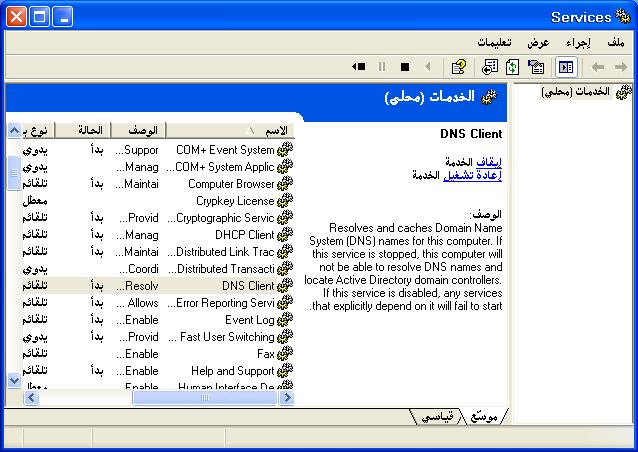 Services
ملف إجراء عرض تعليمات
الخدمات (محلي)
الخدمات (محلي)
DNS Client
إيقاف الخدمة
إعادة تشغيل الخدمة
الوصف:
Resolves and caches Domain Name
System (DNS) names for this computer. If
this service is stopped, this computer will
not be able to resolve DNS names and
locate Active Directory domain controllers.
If this service is disabled, any services
that explicitly depend on it will fail to start.
الاسم الوصف الحالة نوع ب
COM+ Event System Suppor... بدأ يدوي
COM+ System Applic... Manag... يدوي
Computer Browser Maintai... بدأ تلقائي
Crypkey License معطل
Cryptographic Servic... Provid... بدأ تلقائي
DHCP Client Manag... بدأ تلقائي
Distributed Link Trac... Maintai... بدأ تلقائي
Distributed Transacti... Coordi... يدوي
DNS Client Resolv... بدأ تلقائي
Error Reporting Servi... Allows... بدأ تلقائي
Event Log Enable... بدأ تلقائي
Fast User Switching ... Provid... بدأ يدوي
Fax Enable... تلقائي
Help and Support Enable... بدأ تلقائي
Human Interface De... Enable... معطل
موسّع قياسي